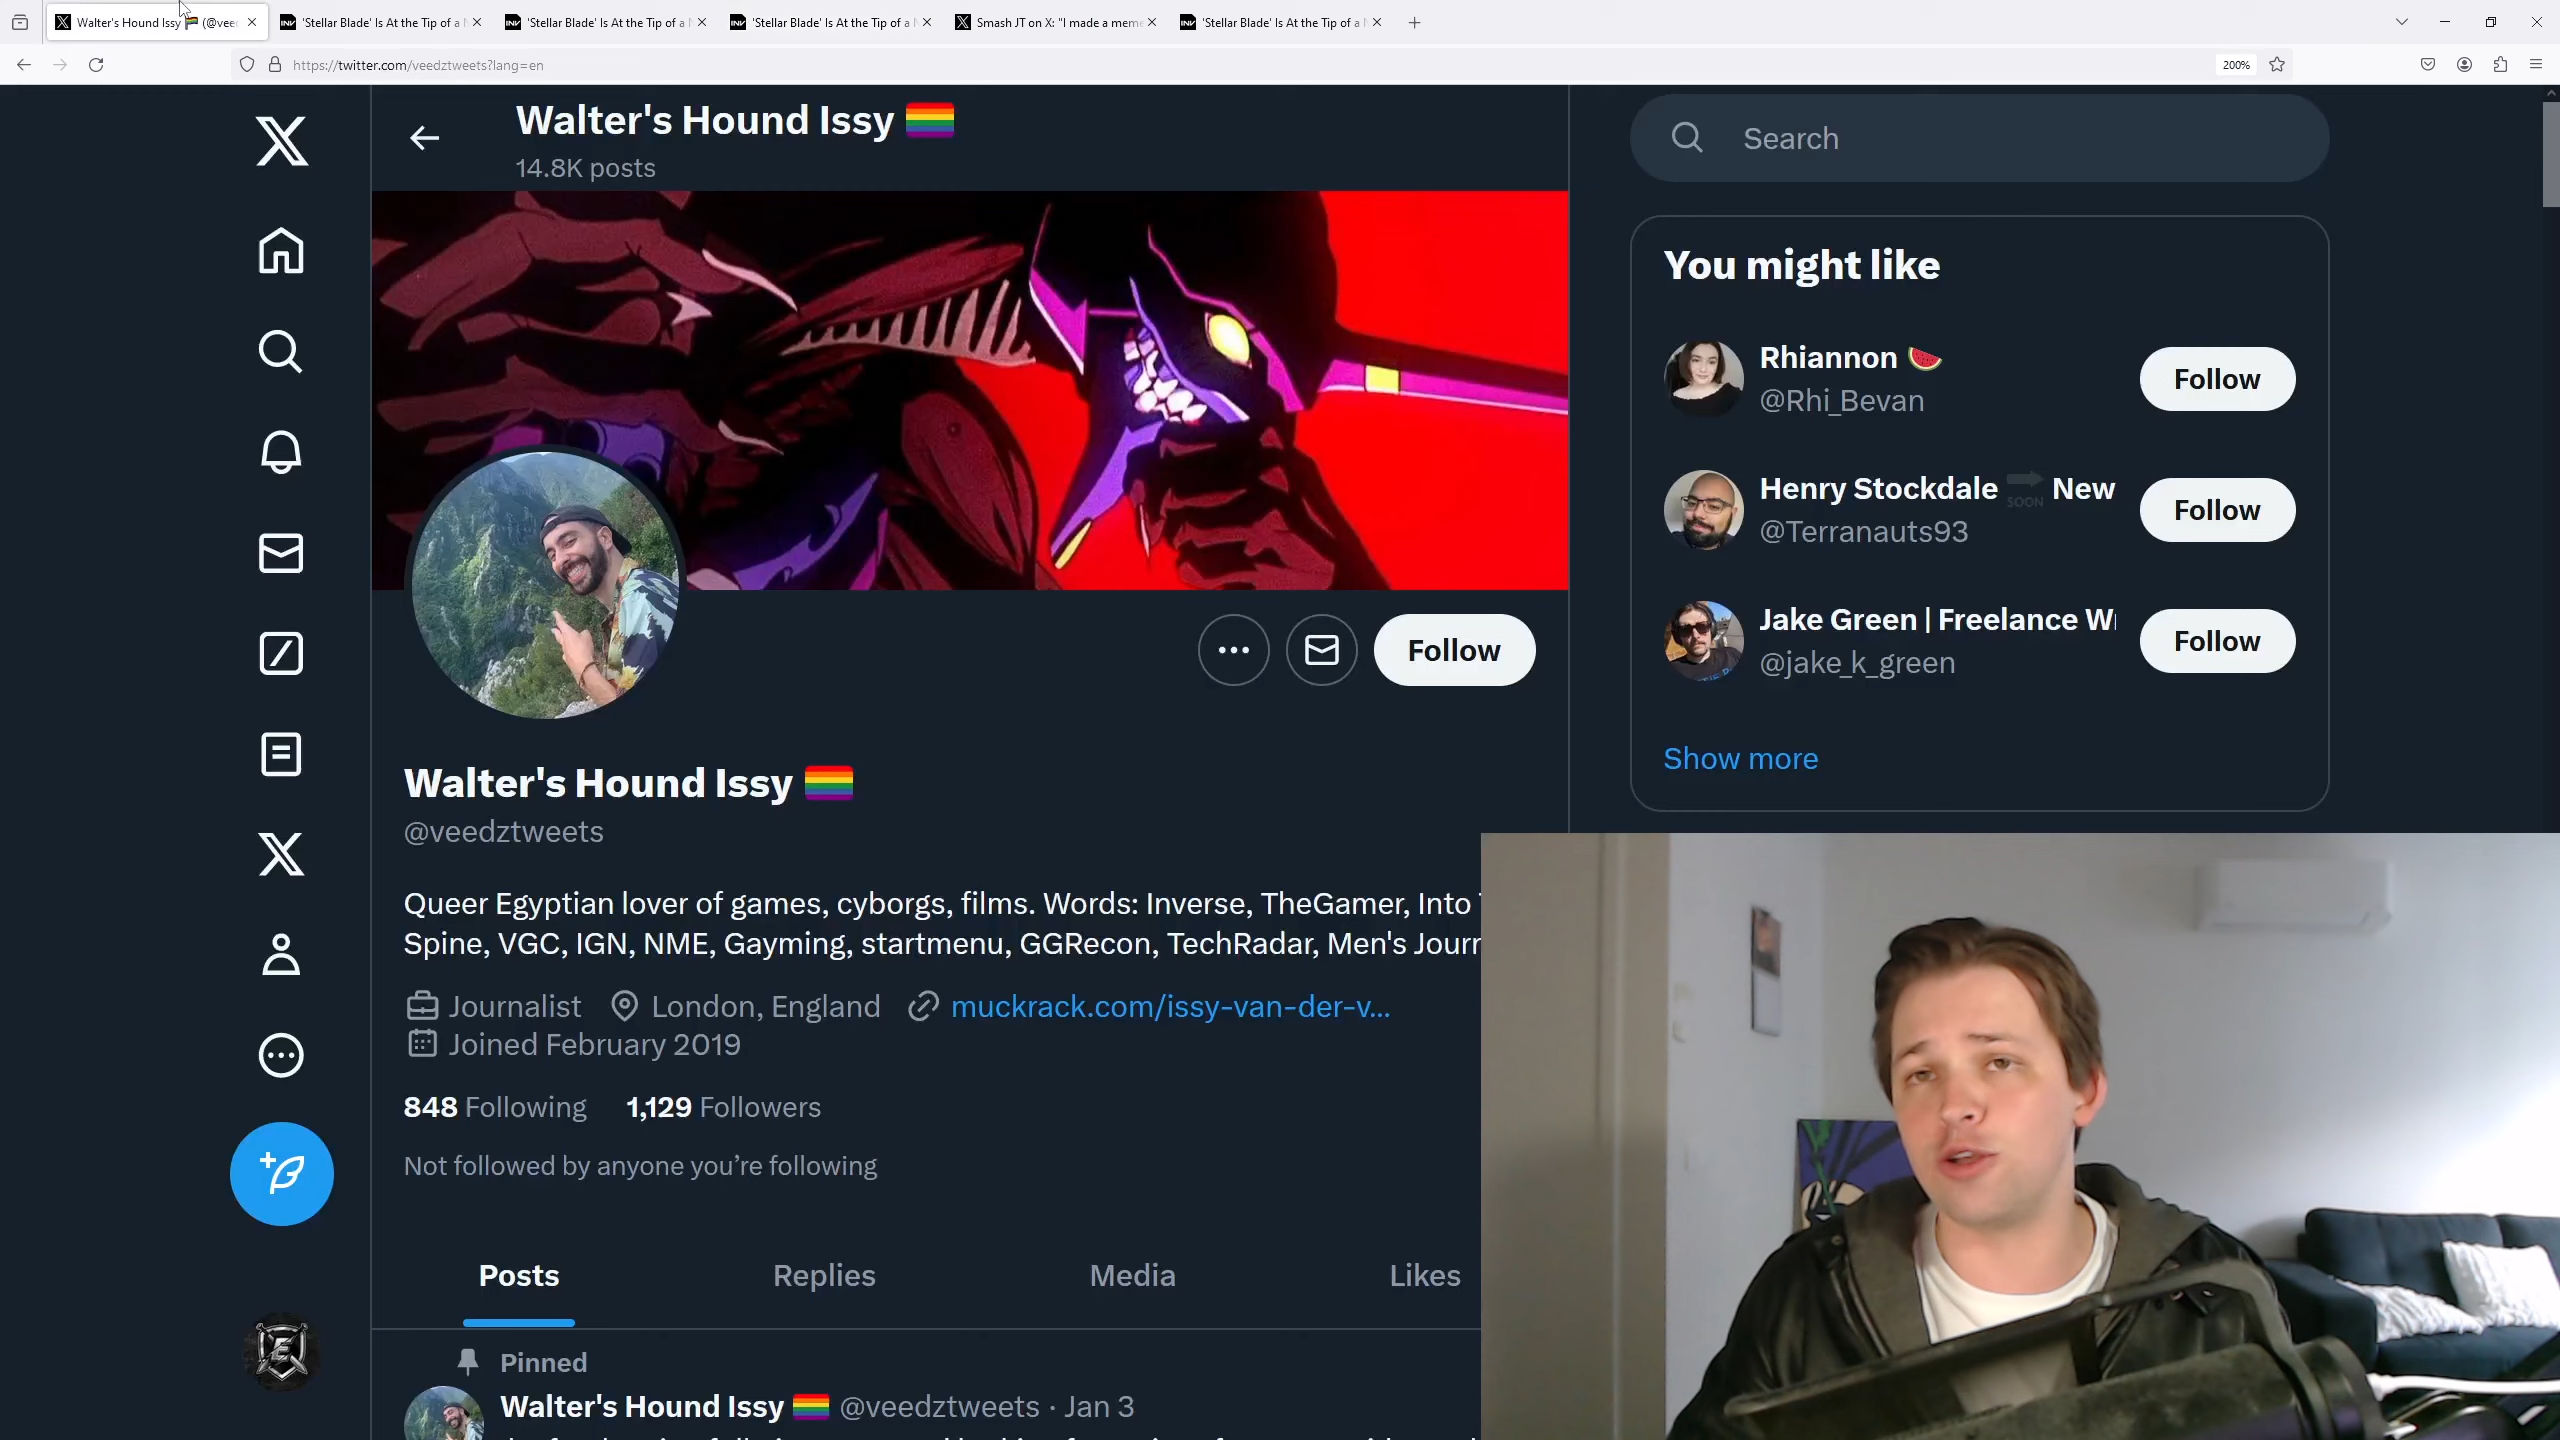 Walter's Hound Issy (@vee
'Stellar Blade' Is At the Tip of a
'Stellar Blade' Is At the Tip of a
'Stellar Blade' Is At the Tip of a
Smash JT on X: "I made a meme
'Stellar Blade' Is At the Tip of a
https://twitter.com/veedztweets?lang=en
200%
Walter's Hound Issy 🏳️‍🌈
14.8K posts
Search
You might like
Rhiannon 🍉
@Rhi_Bevan
Follow
Henry Stockdale 🔜 New
@Terranauts93
Follow
Jake Green | Freelance
@jake_k_green
Follow
Show more
Follow
Walter's Hound Issy 🏳️‍🌈
@veedztweets
Queer Egyptian lover of games, cyborgs, films. Words: Inverse, TheGamer, Into
Spine, VGC, IGN, NME, Gayming, startmenu, GGRecon, TechRadar, Men's Journ
Journalist London, England muckrack.com/issy-van-der-v...
Joined February 2019
848 Following 1,129 Followers
Not followed by anyone you're following
Posts Replies Media Likes
Pinned
Walter's Hound Issy 🏳️‍🌈 @veedztweets · Jan 3